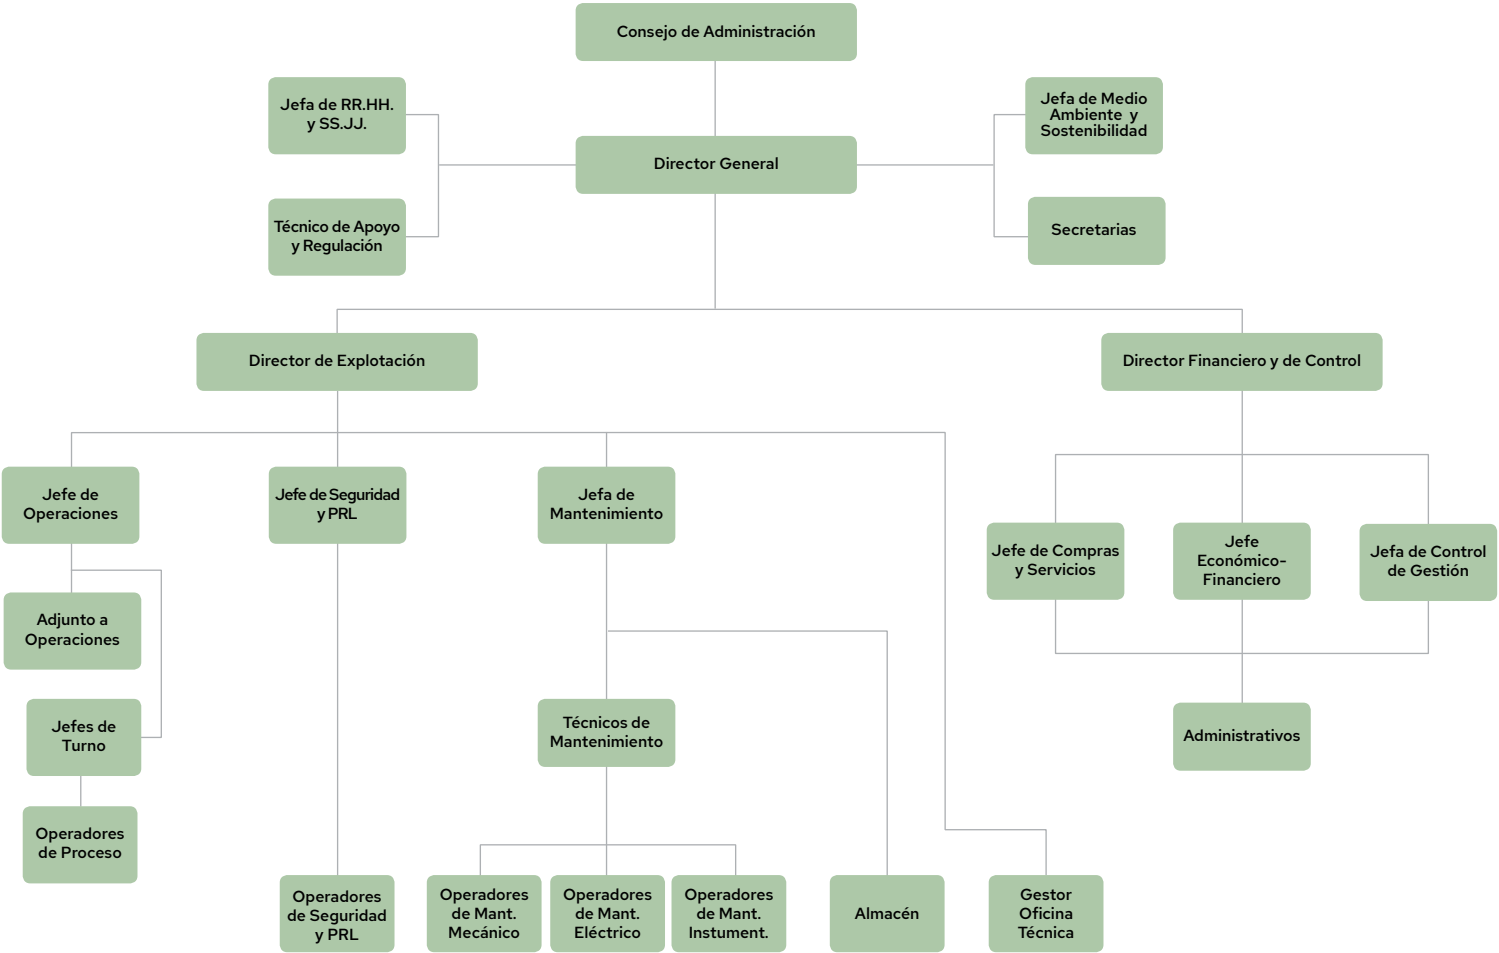 Consejo de Administración
Jefa de RR.HH.
y SS.JJ.
Jefa de Medio
Ambiente y
Sostenibilidad
Director General
Técnico de Apoyo
y Regulación
Secretarias
Director de Explotación
Director Financiero y de Control
Jefe de
Operaciones
Jefe de Seguridad
y PRL
Jefa de
Mantenimiento
Jefe de Compras
y Servicios
Jefe
Económico-
Financiero
Jefa de Control
de Gestión
Adjunto a
Operaciones
Jefes de
Turno
Técnicos de
Mantenimiento
Administrativos
Operadores
de Proceso
Operadores
de Seguridad
y PRL
Operadores
de Mant.
Mecánico
Operadores
de Mant.
Eléctrico
Operadores
de Mant.
Instument.
Almacén
Gestor
Oficina
Técnica